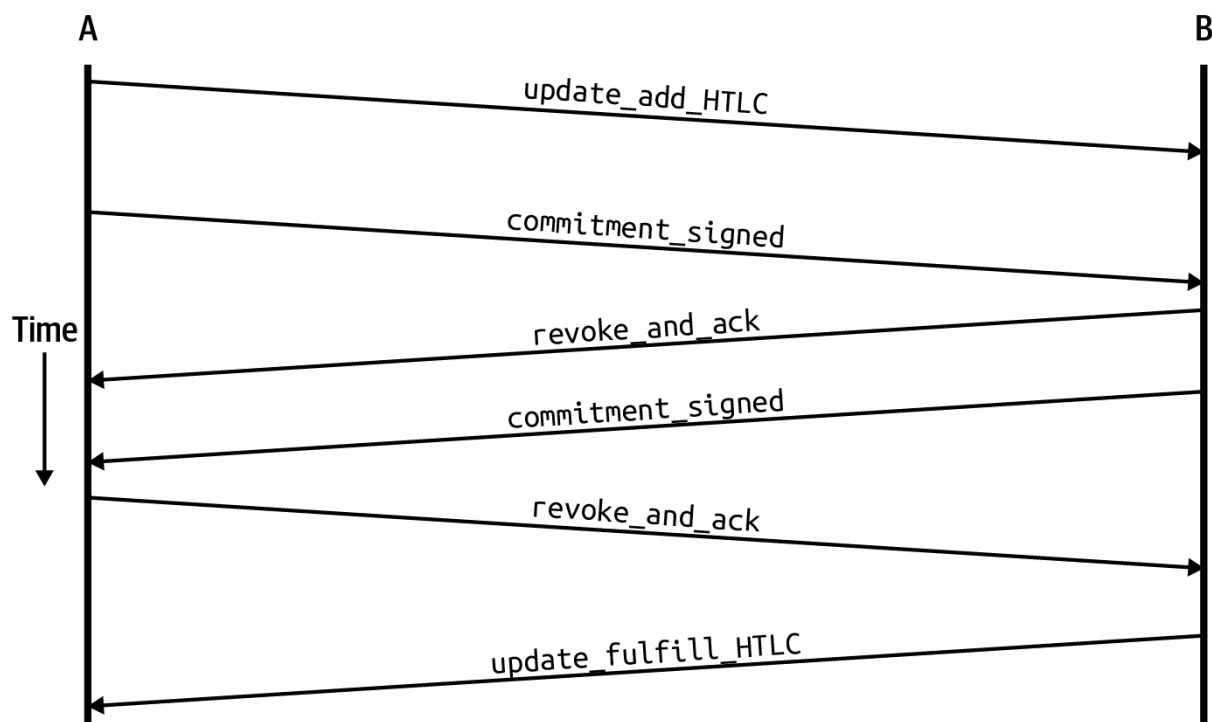 A
B
update_add_HTLC
commitment_signed
revoke_and_ack
Time
commitment_signed
revoke_and_ack
update_fulfill_HTLC